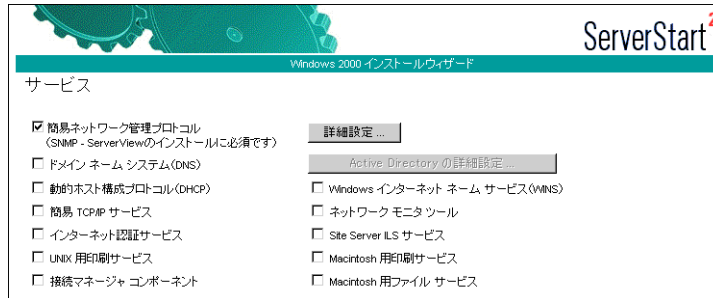 ServerStart 2
Windows 2000 インストールウィザード
サービス
簡易ネットワーク管理プロトコル
(SNMP - ServerViewのインストールに必須です)
詳細設定 ...
ドメイン ネーム システム(DNS)
Active Directory の詳細設定 ...
動的ホスト構成プロトコル(DHCP)
Windows インターネット ネーム サービス(WINS)
簡易 TCP/IP サービス
ネットワーク モニタ ツール
インターネット認証サービス
Site Server ILS サービス
UNIX 用印刷サービス
Macintosh 用印刷サービス
接続マネージャ コンポーネント
Macintosh 用ファイル サービス